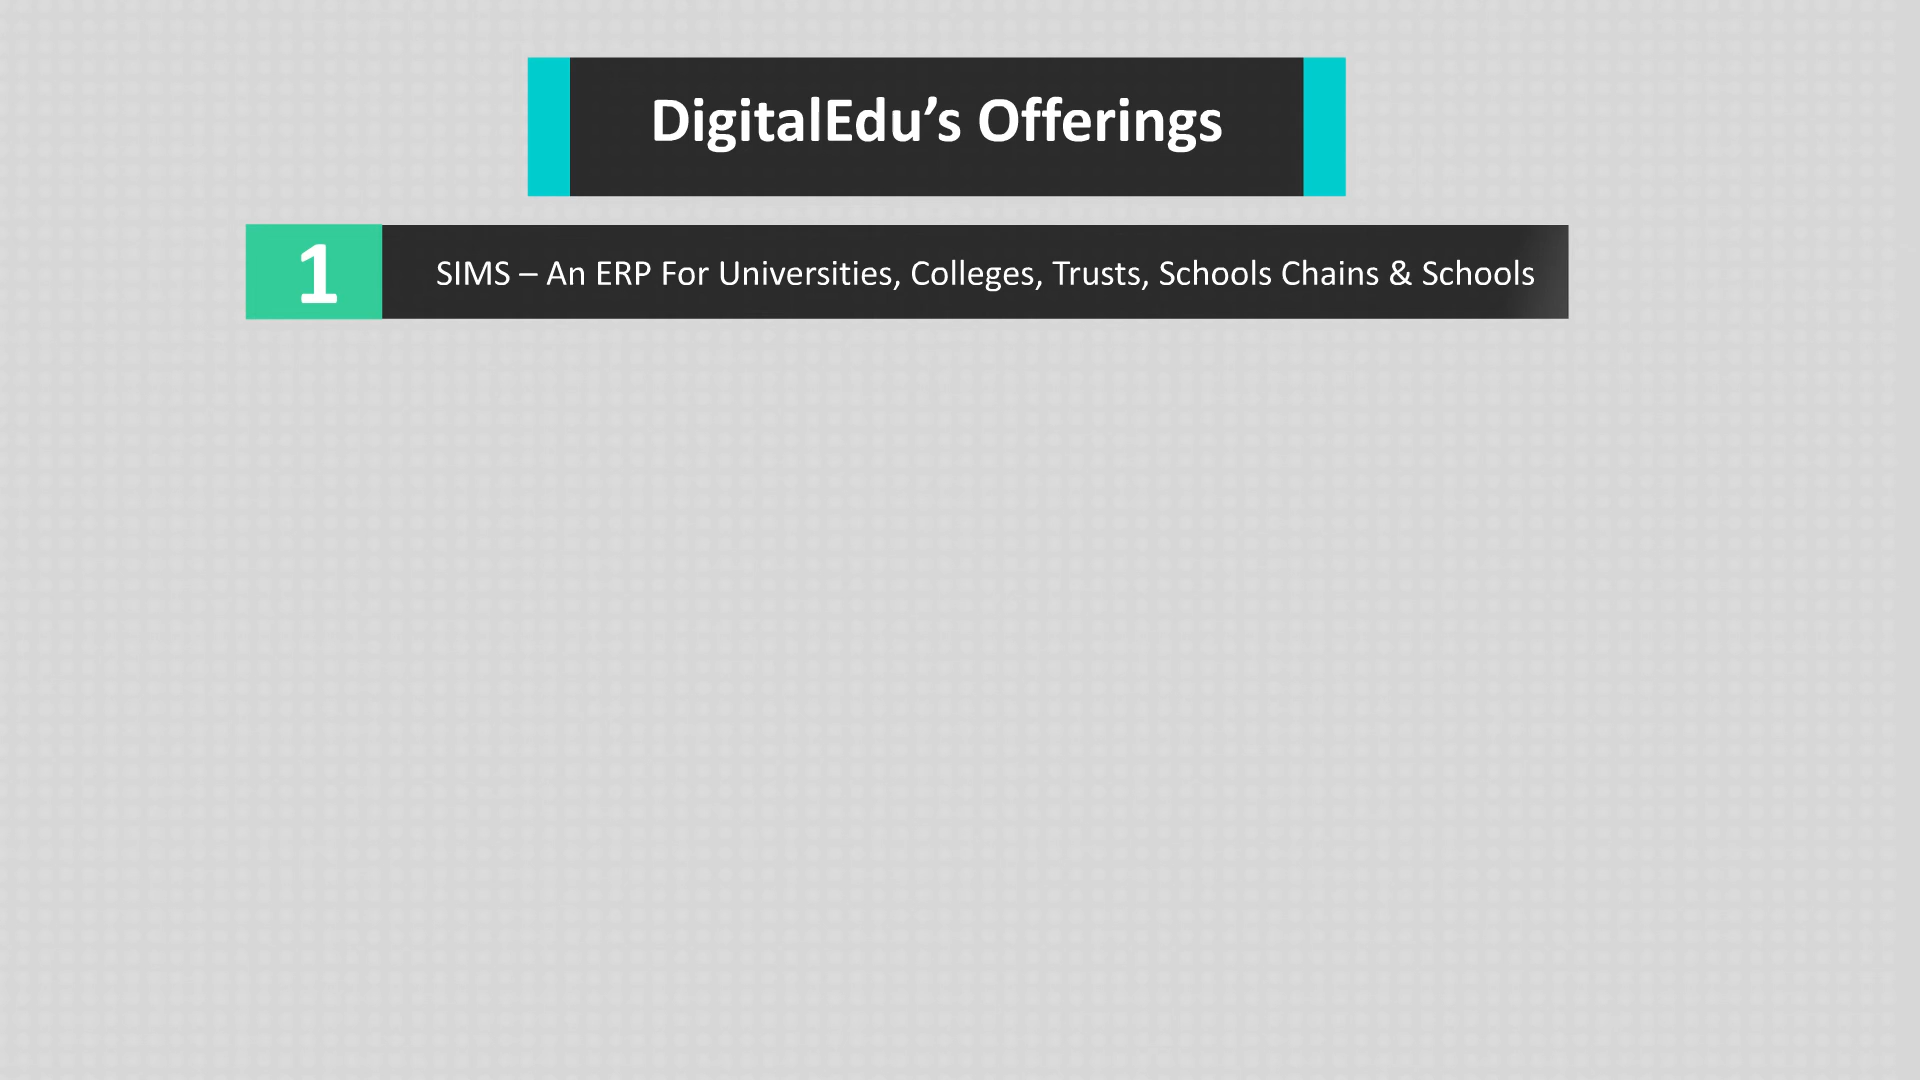 DigitalEdu’s Offerings
1 SIMS – An ERP For Universities, Colleges, Trusts, Schools Chains & Schools